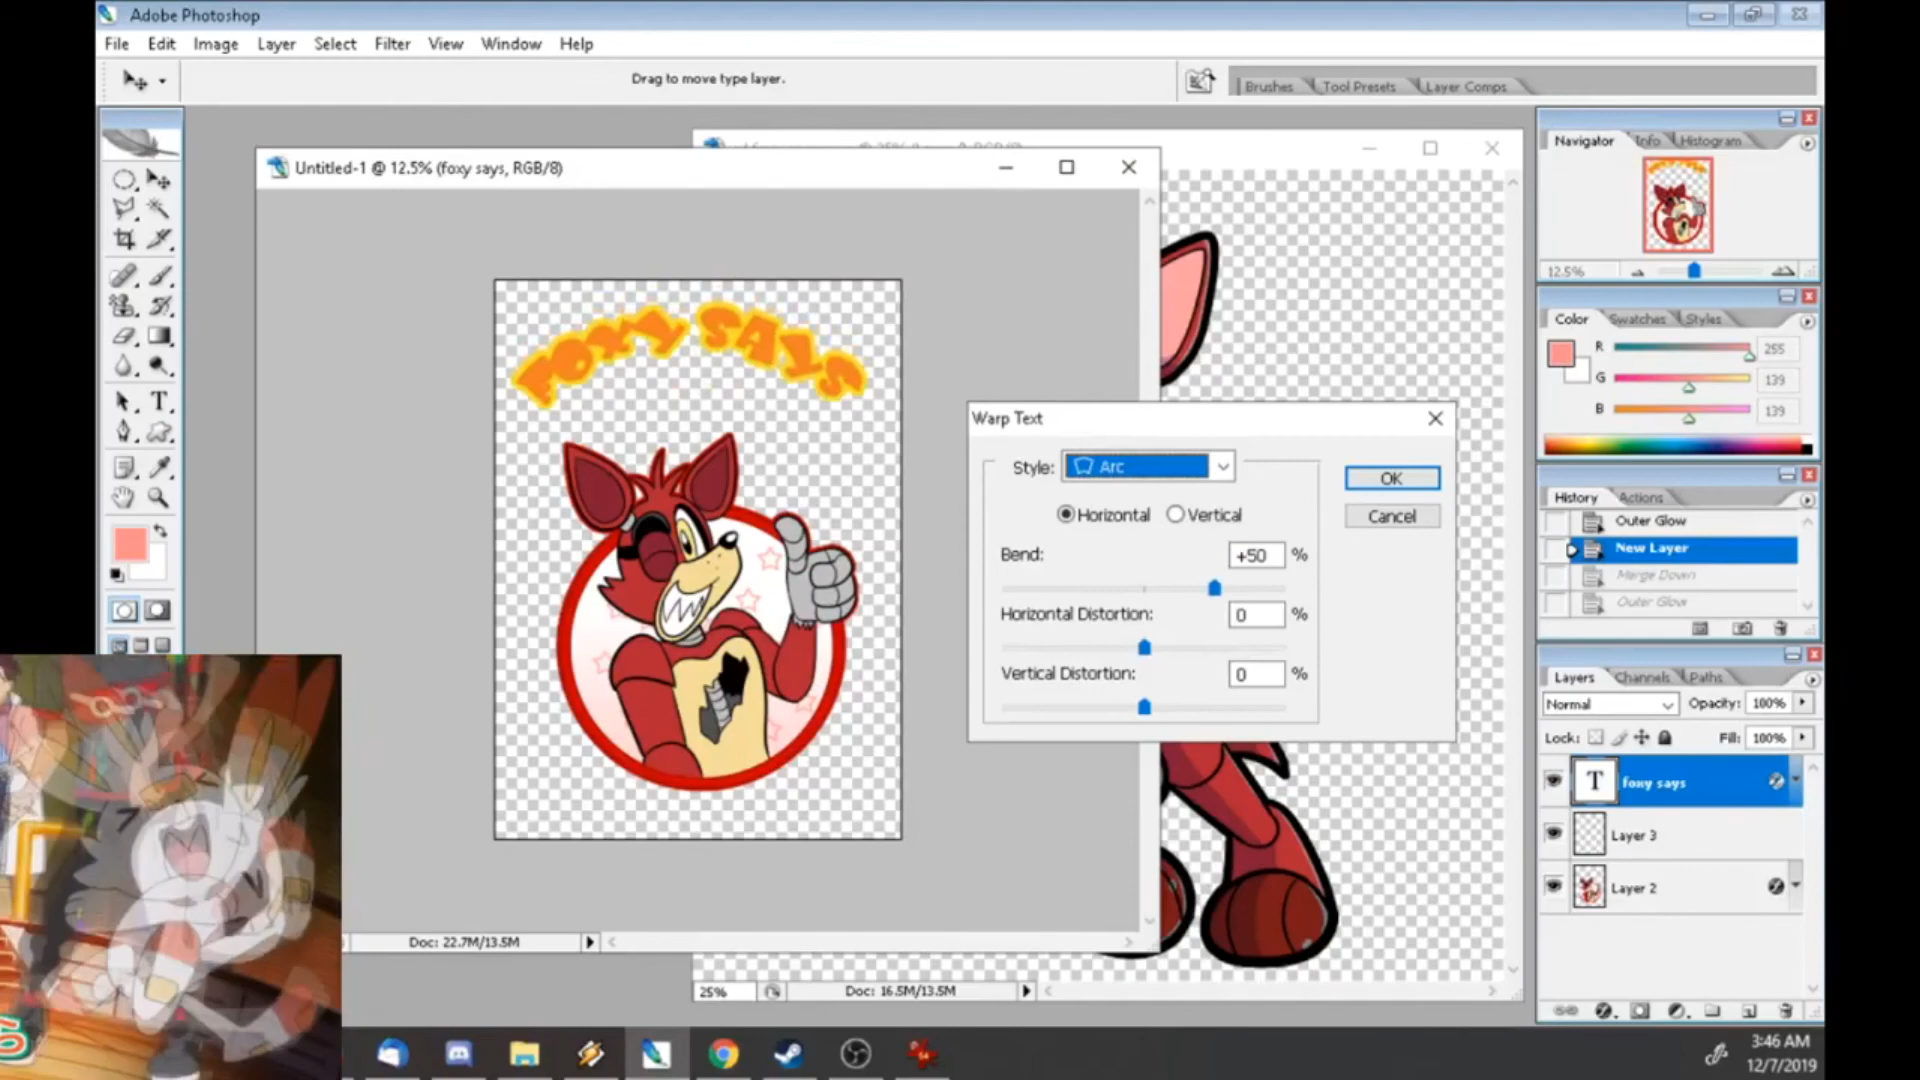 Adobe Photoshop
File Edit Image Layer Select Filter View Window Help
Drag to move type layer.
Brushes Tool Presets Layer Comps
Untitled-1 @ 12.5% (foxy says, RGB/8)
FOXY SAYS
Doc: 22.7M/13.5M
25% Doc: 16.5M/13.5M
Warp Text
Style: Arc
OK
Horizontal Vertical
Cancel
Bend: +50 %
Horizontal Distortion: 0 %
Vertical Distortion: 0 %
Navigator Info Histogram
12.5%
Color Swatches Styles
R 255
G 139
B 139
History Actions
Outer Glow
New Layer
Merge Down
Outer Glow
Layers Channels Paths
Normal Opacity: 100%
Lock: Fill: 100%
T foxy says
Layer 3
Layer 2
3:46 AM
12/7/2019